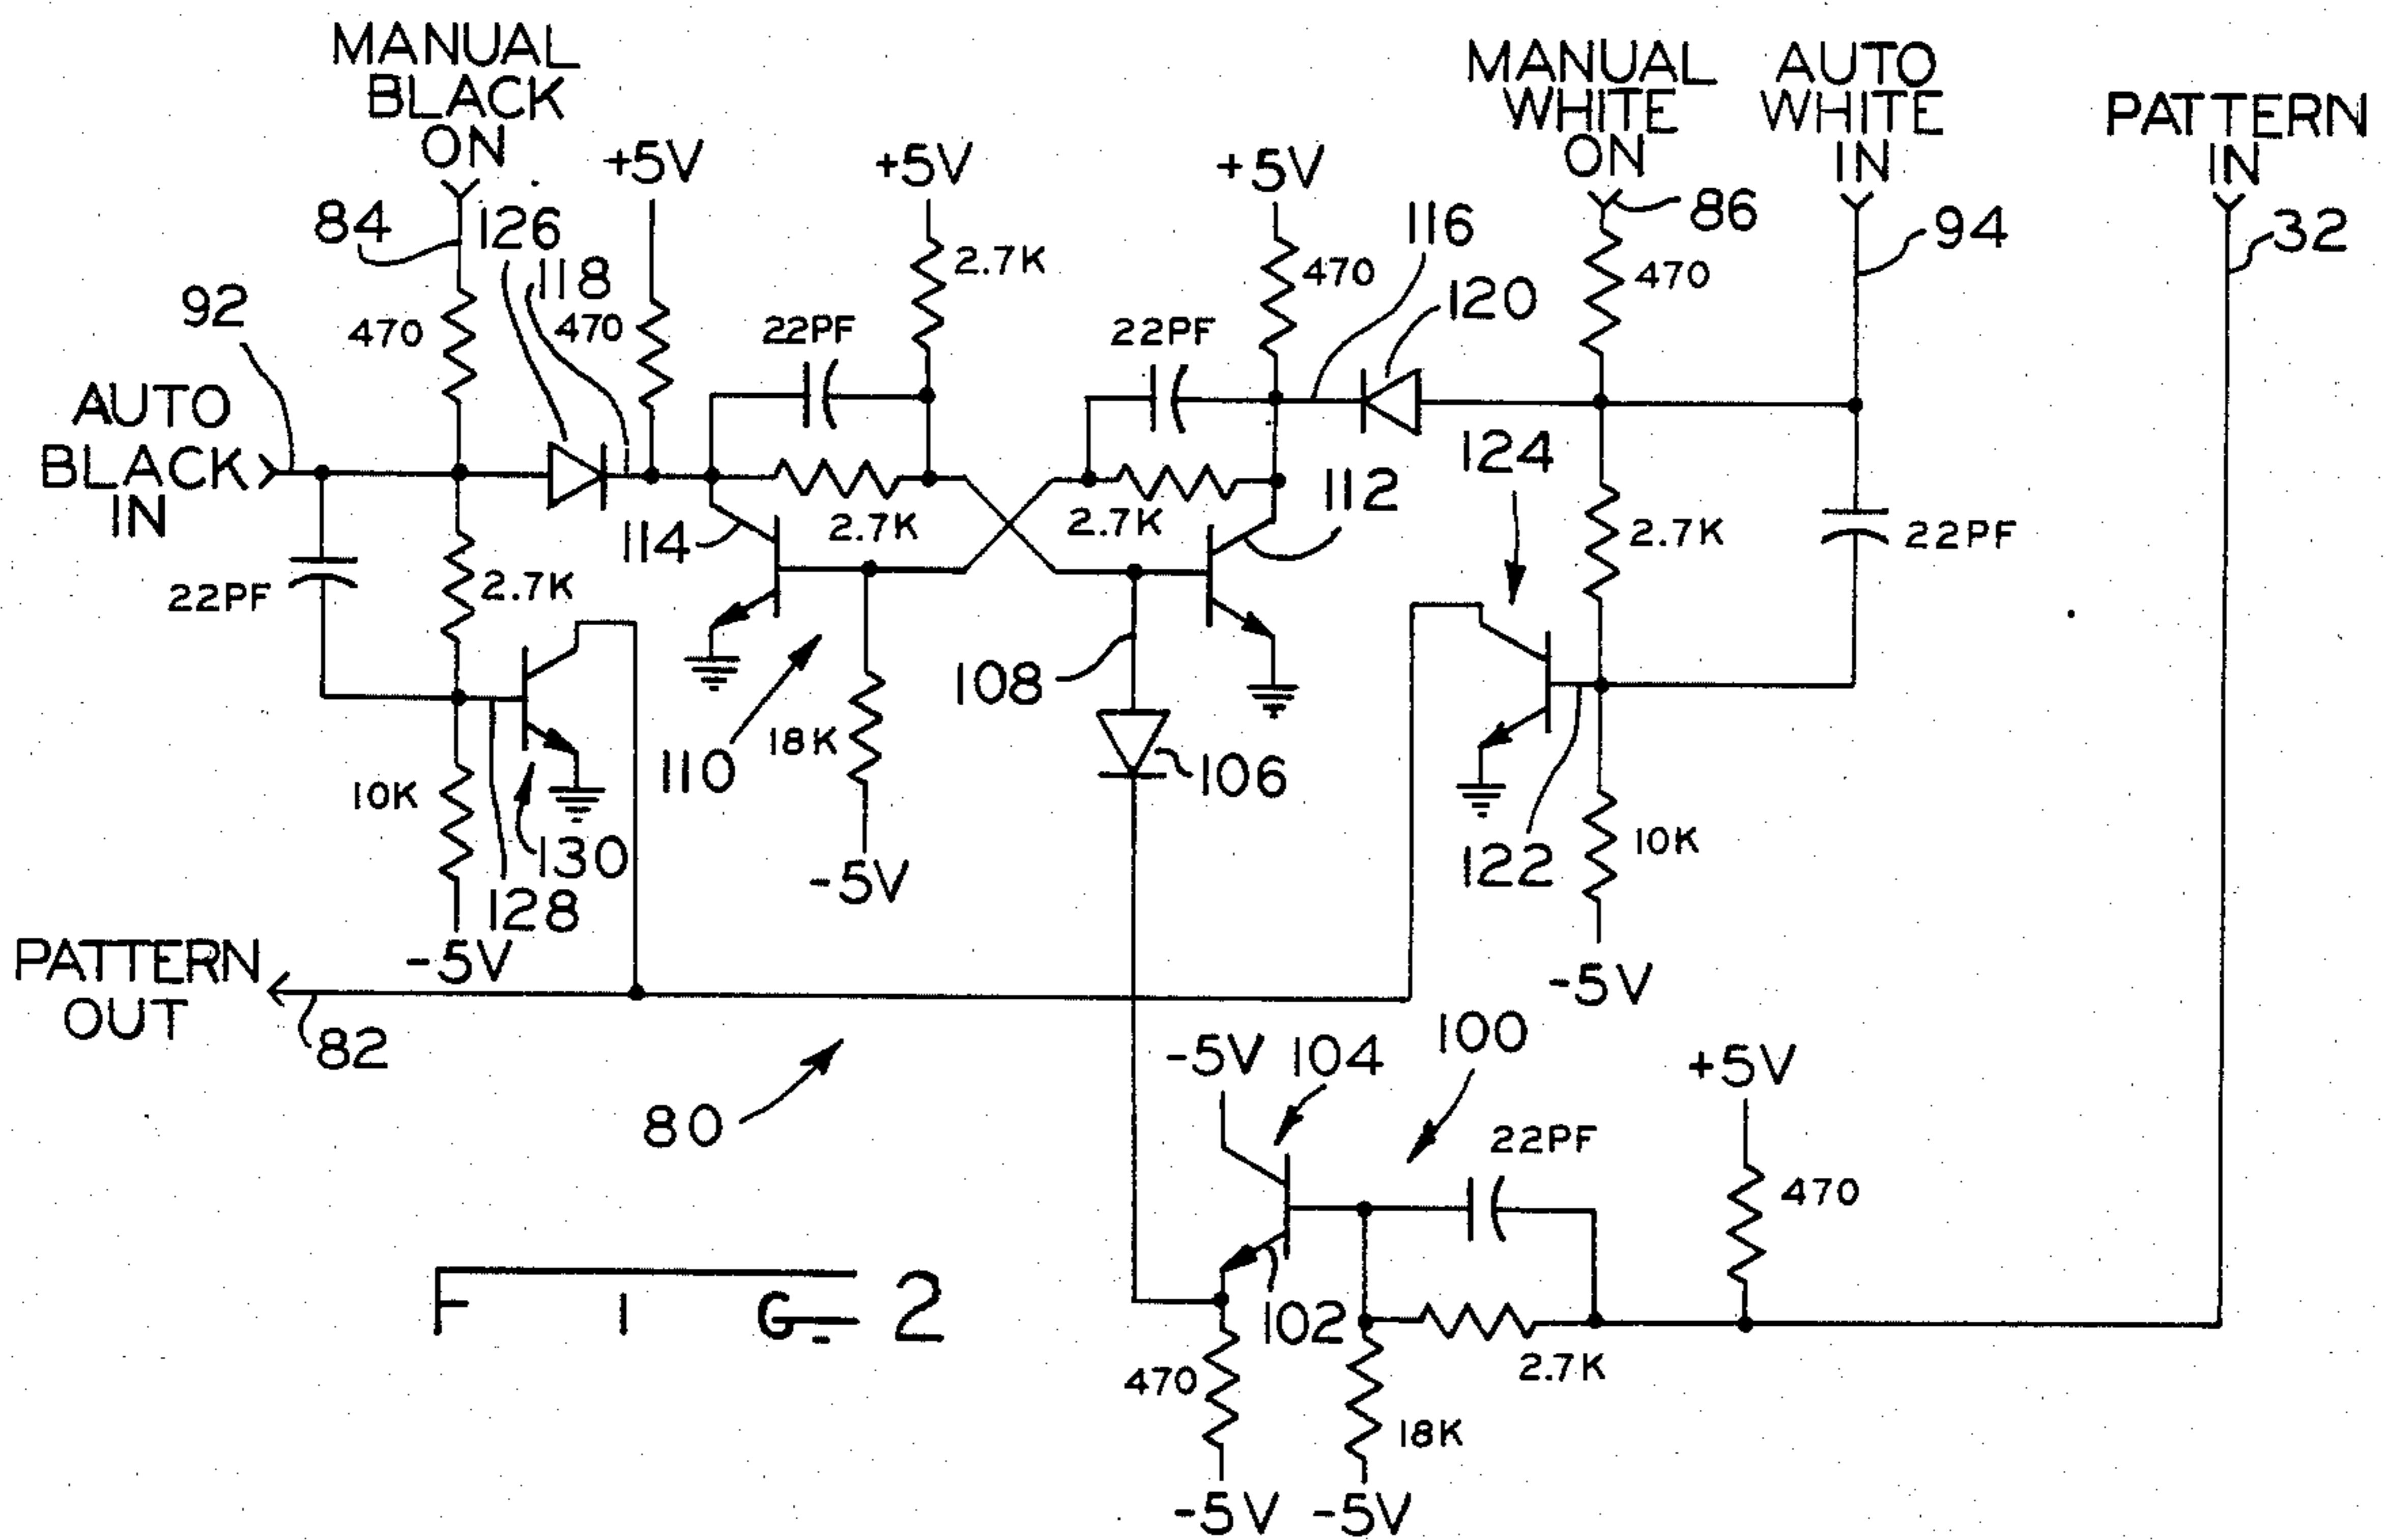 MANUAL
BLACK
ON
MANUAL
WHITE
ON
AUTO
WHITE
IN
PATTERN
IN
+5V
+5V
+5V
84
126
118
470
470
2.7K
470
116
120
470
86
94
32
92
22PF
22PF
AUTO
BLACK
IN
124
114
2.7K
2.7K
112
2.7K
22PF
22PF
2.7K
108
18K
110
106
10K
130
128
-5V
-5V
122
10K
-5V
PATTERN
OUT
82
80
-5V
104
100
+5V
22PF
470
102
470
2.7K
18K
-5V
-5V
FIG_ 2